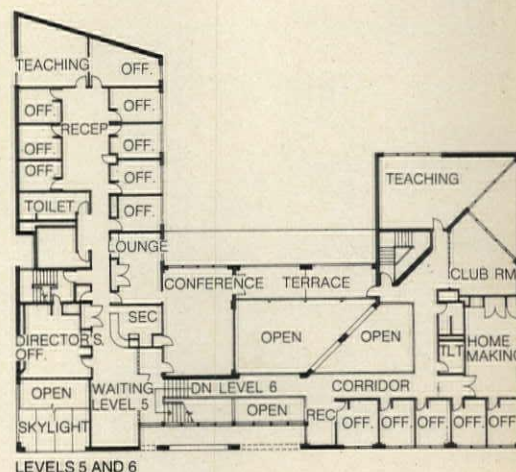 TEACHING
OFF.
OFF.
OFF.
RECEP
OFF.
OFF.
OFF.
OFF.
TOILET
OFF.
LOUNGE
CONFERENCE
TERRACE
SEC
DIRECTOR'S
OFF.
OPEN
SKYLIGHT
WAITING
LEVEL 5
DN LEVEL 6
OPEN
OPEN
OPEN
CORRIDOR
REC
OFF.
OFF.
OFF.
OFF.
TEACHING
CLUB RM
TLT
HOME
MAKING
LEVELS 5 AND 6